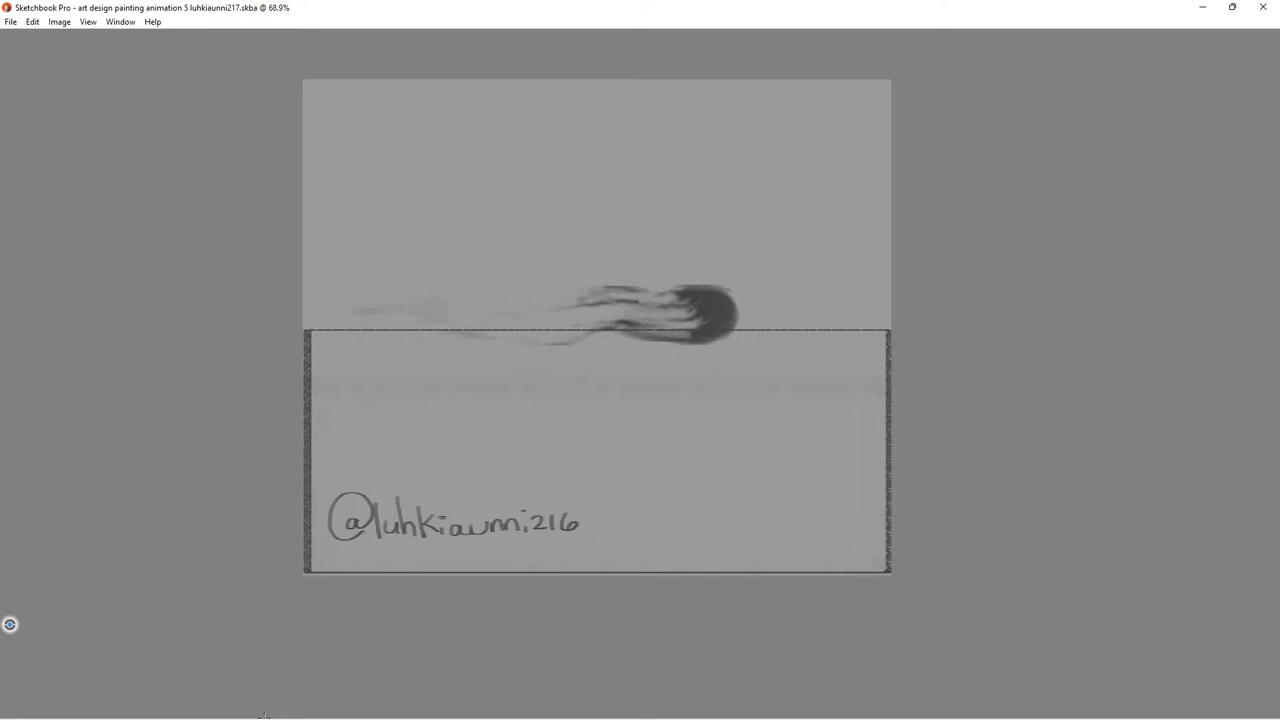 Sketchbook Pro - art design painting animation 5 luhkiaunni217.skba @ 68.9%
File Edit Image View Window Help
@luhkiaunni216